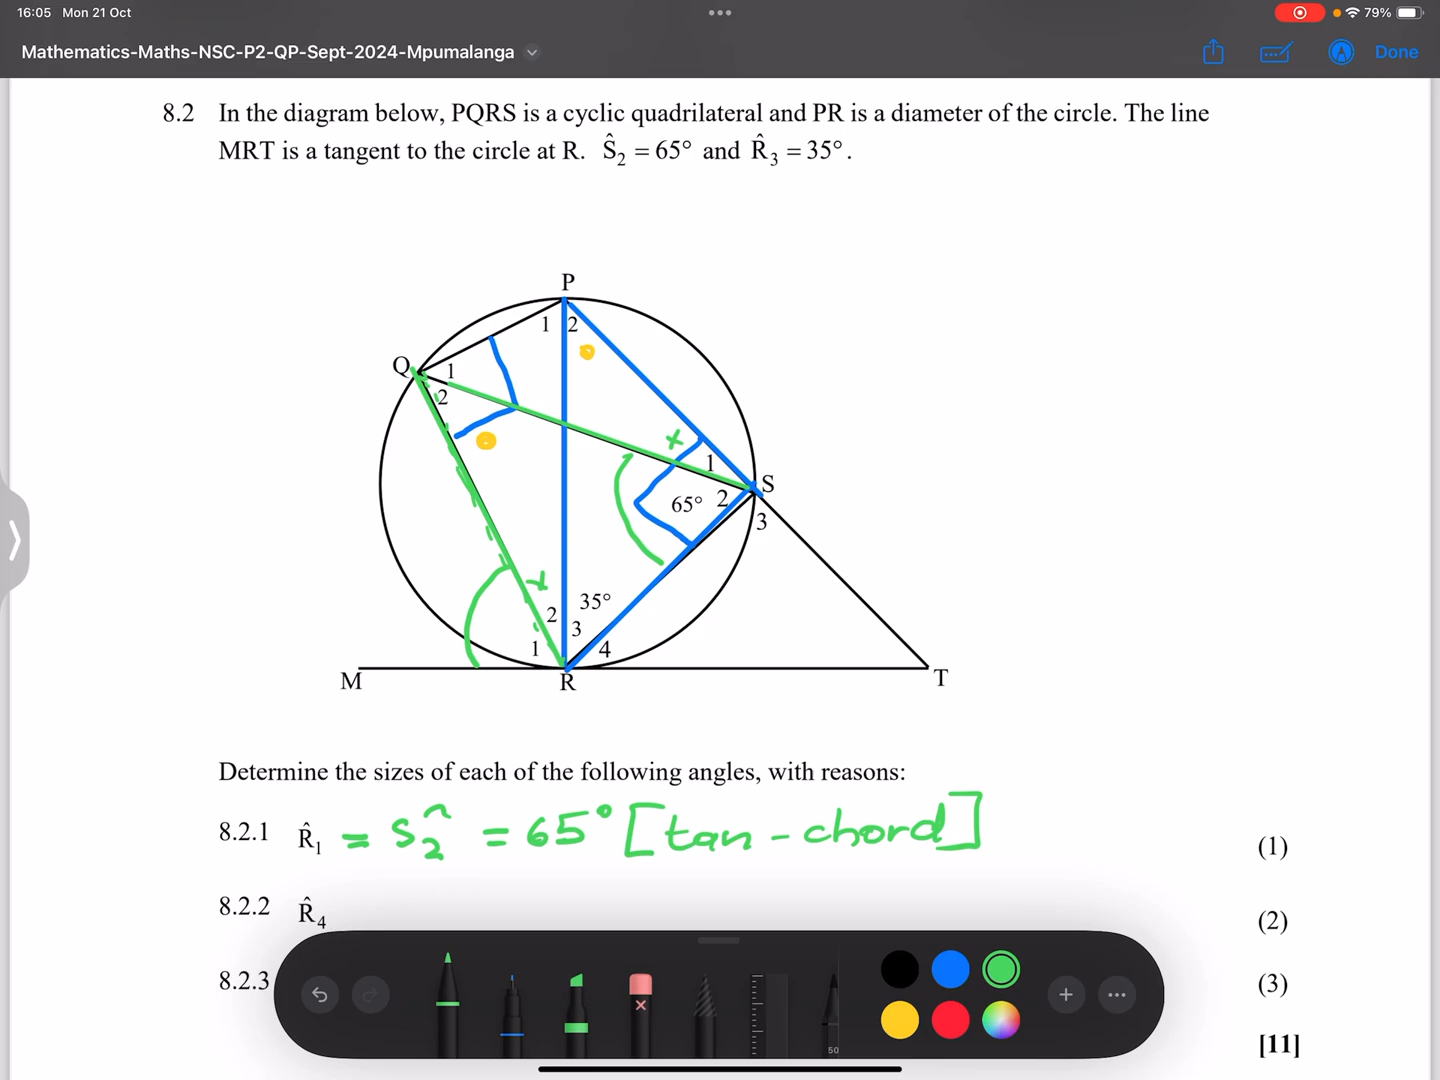 16:05 Mon 21 Oct
79%
Mathematics-Maths-NSC-P2-QP-Sept-2024-Mpumalanga
Done
8.2 In the diagram below, PQRS is a cyclic quadrilateral and PR is a diameter of the circle. The line
MRT is a tangent to the circle at R. Ŝ₂ = 65° and R̂₃ = 35°.
P
1 2
Q 1
2
x
1 S
65° 2
3
x
35°
2
3
1 4
M R T
Determine the sizes of each of the following angles, with reasons:
8.2.1 R̂₁ = Ŝ₂ = 65° [tan - chord] (1)
8.2.2 R̂₄ (2)
8.2.3 (3)
50
[11]